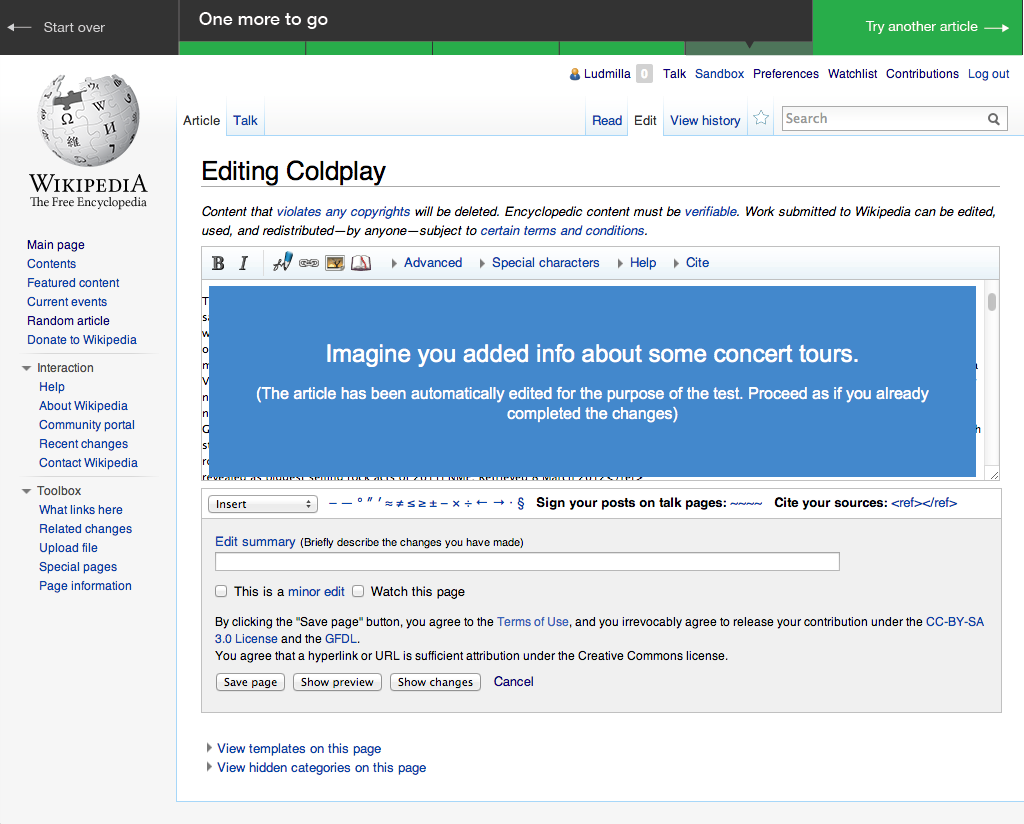 Start over
One more to go
Try another article
Ludmilla 0 Talk Sandbox Preferences Watchlist Contributions Log out
Article Talk Read Edit View history Search
WIKIPEDIA
The Free Encyclopedia
Main page
Contents
Featured content
Current events
Random article
Donate to Wikipedia
Interaction
Help
About Wikipedia
Community portal
Recent changes
Contact Wikipedia
Toolbox
What links here
Related changes
Upload file
Special pages
Page information
Editing Coldplay
Content that violates any copyrights will be deleted. Encyclopedic content must be verifiable. Work submitted to Wikipedia can be edited,
used, and redistributed—by anyone—subject to certain terms and conditions.
B I Advanced Special characters Help Cite
Imagine you added info about some concert tours.
(The article has been automatically edited for the purpose of the test. Proceed as if you already
completed the changes)
Insert – — ° ″ ′ ≈ ≠ ≤ ≥ ± − × ÷ ← → · § Sign your posts on talk pages: ~~~~ Cite your sources: <ref></ref>
Edit summary (Briefly describe the changes you have made)
This is a minor edit Watch this page
By clicking the "Save page" button, you agree to the Terms of Use, and you irrevocably agree to release your contribution under the CC-BY-SA
3.0 License and the GFDL.
You agree that a hyperlink or URL is sufficient attribution under the Creative Commons license.
Save page Show preview Show changes Cancel
View templates on this page
View hidden categories on this page